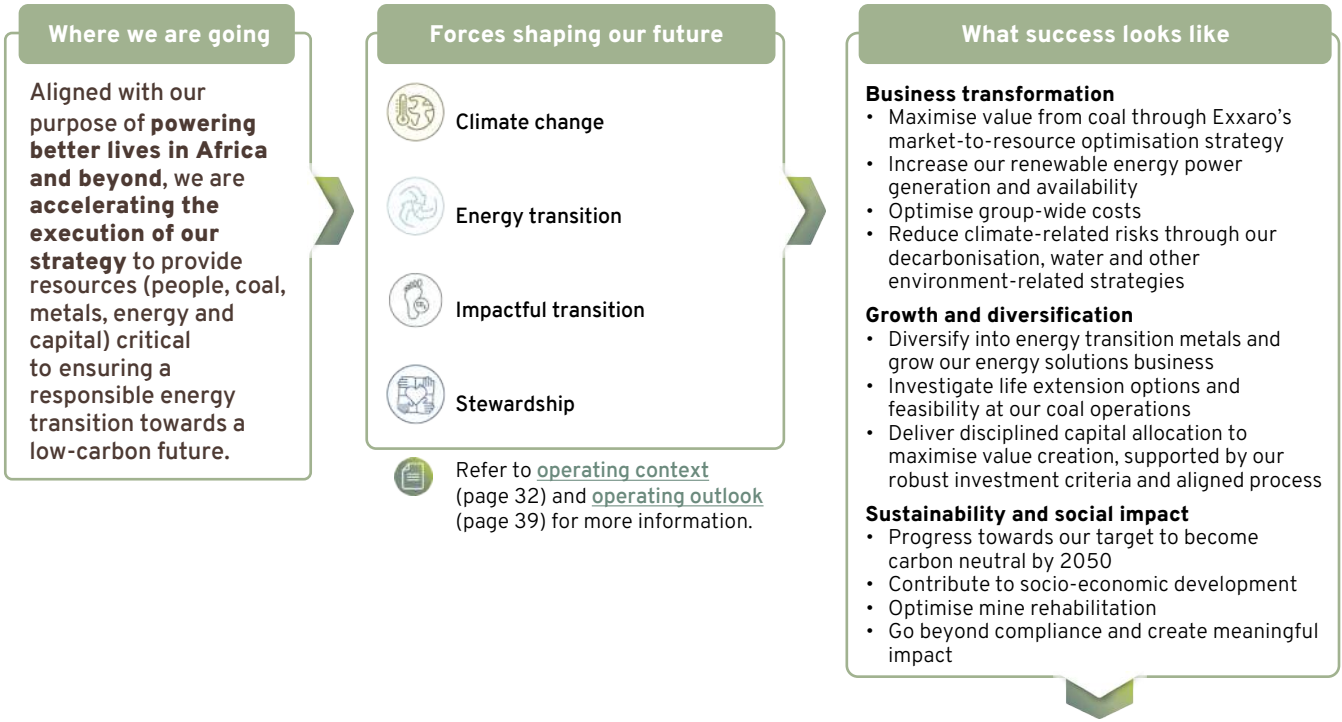 Where we are going
Aligned with our
purpose of powering
better lives in Africa
and beyond, we are
accelerating the
execution of our
strategy to provide
resources (people, coal,
metals, energy and
capital) critical
to ensuring a
responsible energy
transition towards a
low-carbon future.
Forces shaping our future
Climate change
Energy transition
Impactful transition
Stewardship
Refer to operating context
(page 32) and operating outlook
(page 39) for more information.
What success looks like
Business transformation
• Maximise value from coal through Exxaro’s
market-to-resource optimisation strategy
• Increase our renewable energy power
generation and availability
• Optimise group-wide costs
• Reduce climate-related risks through our
decarbonisation, water and other
environment-related strategies
Growth and diversification
• Diversify into energy transition metals and
grow our energy solutions business
• Investigate life extension options and
feasibility at our coal operations
• Deliver disciplined capital allocation to
maximise value creation, supported by our
robust investment criteria and aligned process
Sustainability and social impact
• Progress towards our target to become
carbon neutral by 2050
• Contribute to socio-economic development
• Optimise mine rehabilitation
• Go beyond compliance and create meaningful
impact